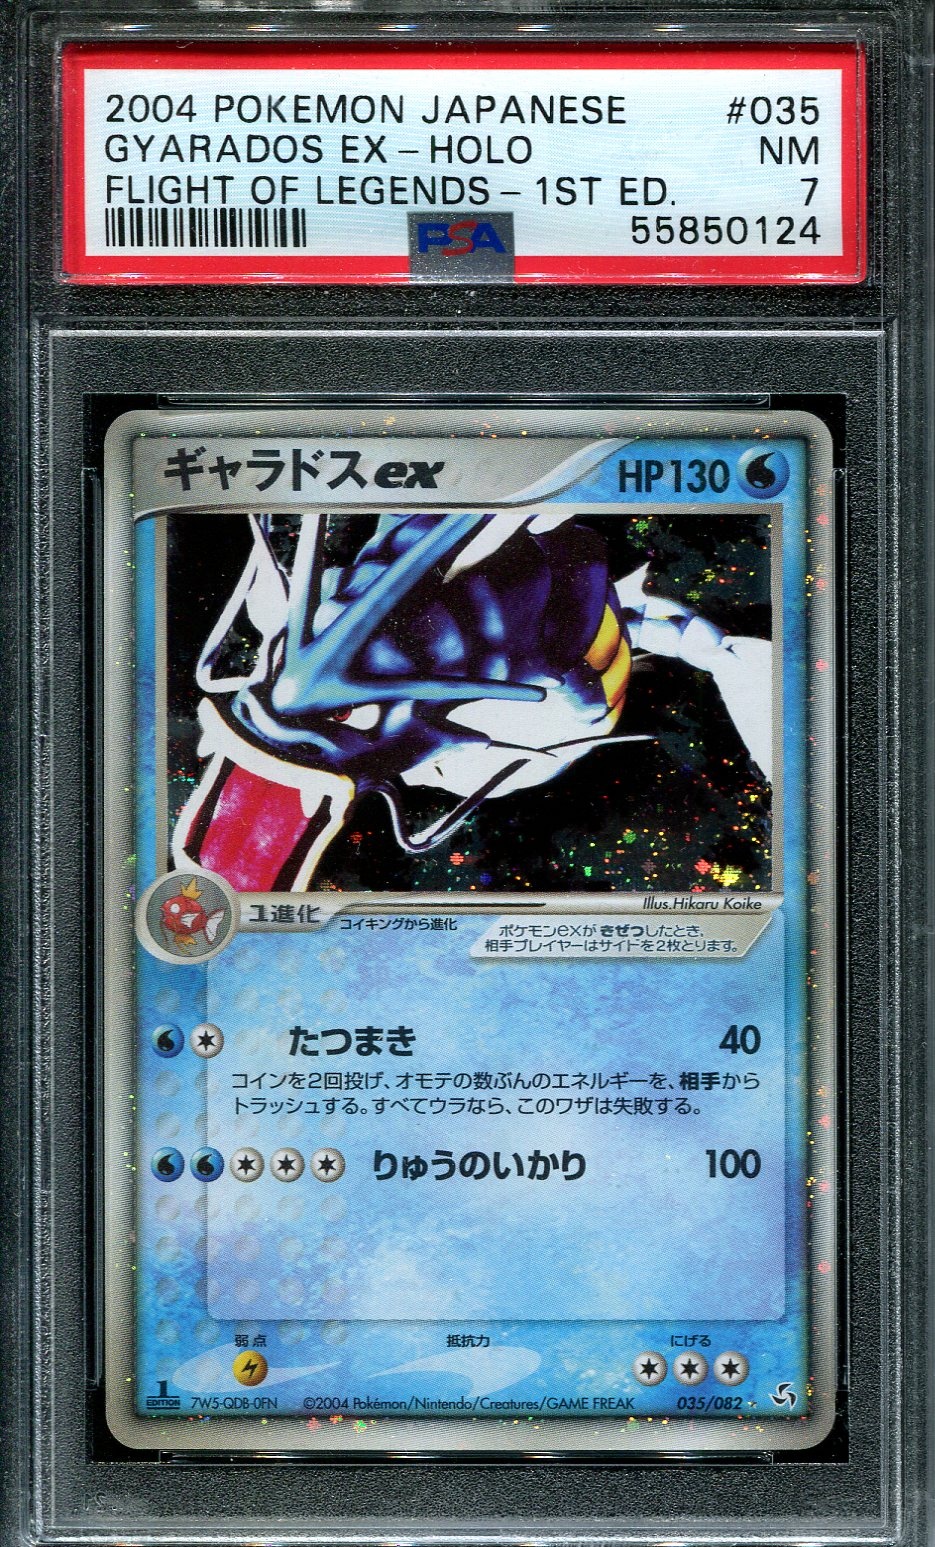 2004 POKEMON JAPANESE #035
GYARADOS EX-HOLO NM
FLIGHT OF LEGENDS-1ST ED. 7
PSA 55850124
ギャラドスex HP130
Illus.Hikaru Koike
1進化
コイキングから進化
ポケモンexが きぜつしたとき、
相手プレイヤーはサイドを2枚とります。
たつまき 40
コインを2回投げ、オモテの数ぶんのエネルギーを、相手から
トラッシュする。すべてウラなら、このワザは失敗する。
りゅうのいかり 100
弱点 抵抗力 にげる
1 EDITION 7W5-QDB-0FN ©2004 Pokémon/Nintendo/Creatures/GAME FREAK 035/082